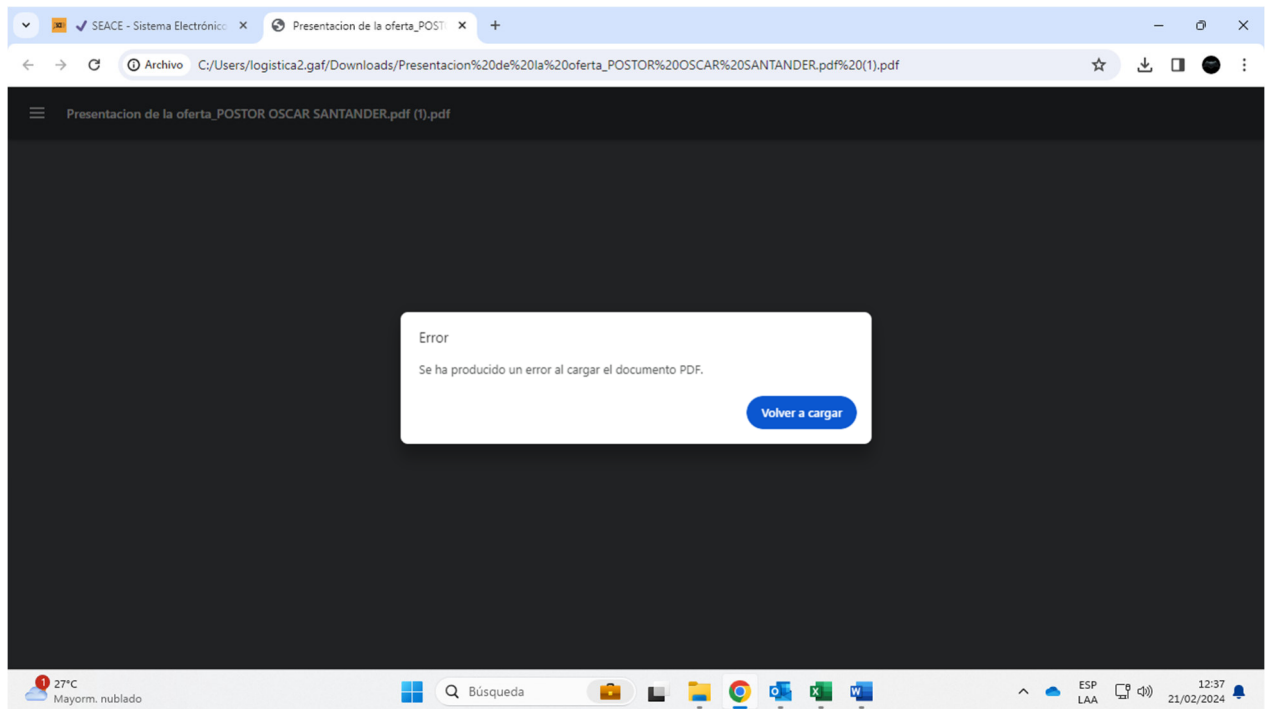 SEACE - Sistema Electrónico
Presentacion de la oferta_POST
Archivo C:/Users/logistica2.gaf/Downloads/Presentacion%20de%20la%20oferta_POSTOR%20OSCAR%20SANTANDER.pdf%20(1).pdf
Presentacion de la oferta_POSTOR OSCAR SANTANDER.pdf (1).pdf
Error
Se ha producido un error al cargar el documento PDF.
Volver a cargar
1
27°C
Mayorm. nublado
Búsqueda
ESP
LAA
12:37
21/02/2024